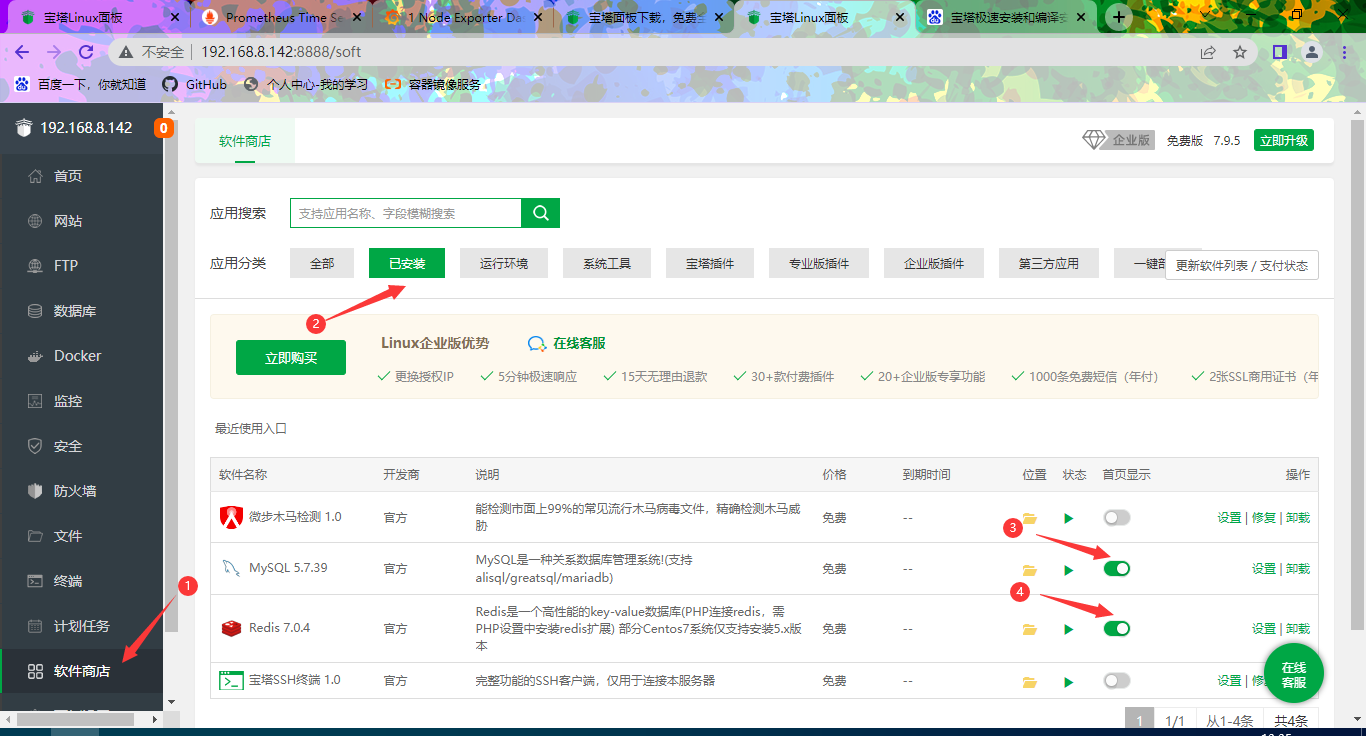 宝塔Linux面板
Prometheus Time Se
1 Node Exporter Da
宝塔面板下载，免费全
宝塔Linux面板
宝塔极速安装和编译安
不安全 192.168.8.142:8888/soft
百度一下，你就知道 GitHub 个人中心-我的学习 容器镜像服务
192.168.8.142 0
首页
网站
FTP
数据库
Docker
监控
安全
防火墙
文件
终端
计划任务
软件商店
软件商店
企业版 免费版 7.9.5 立即升级
应用搜索 支持应用名称、字段模糊搜索
应用分类 全部 已安装 运行环境 系统工具 宝塔插件 专业版插件 企业版插件 第三方应用 一键部 更新软件列表 / 支付状态
2
立即购买 Linux企业版优势 在线客服
更换授权IP 5分钟极速响应 15天无理由退款 30+款付费插件 20+企业版专享功能 1000条免费短信（年付） 2张SSL商用证书（年
最近使用入口
软件名称 开发商 说明 价格 到期时间 位置 状态 首页显示 操作
微步木马检测 1.0 官方 能检测市面上99%的常见流行木马病毒文件，精确检测木马威
胁 免费 -- 设置 | 修复 | 卸载
3
MySQL 5.7.39 官方 MySQL是一种关系数据库管理系统!(支持
alisql/greatsql/mariadb) 免费 -- 设置 | 卸载
1
4
Redis 7.0.4 官方 Redis是一个高性能的key-value数据库(PHP连接redis，需
PHP设置中安装redis扩展) 部分Centos7系统仅支持安装5.x版
本 免费 -- 设置 | 卸载
宝塔SSH终端 1.0 官方 完整功能的SSH客户端，仅用于连接本服务器 免费 -- 设置 | 修
在线
客服
1 1/1 从1-4条 共4条